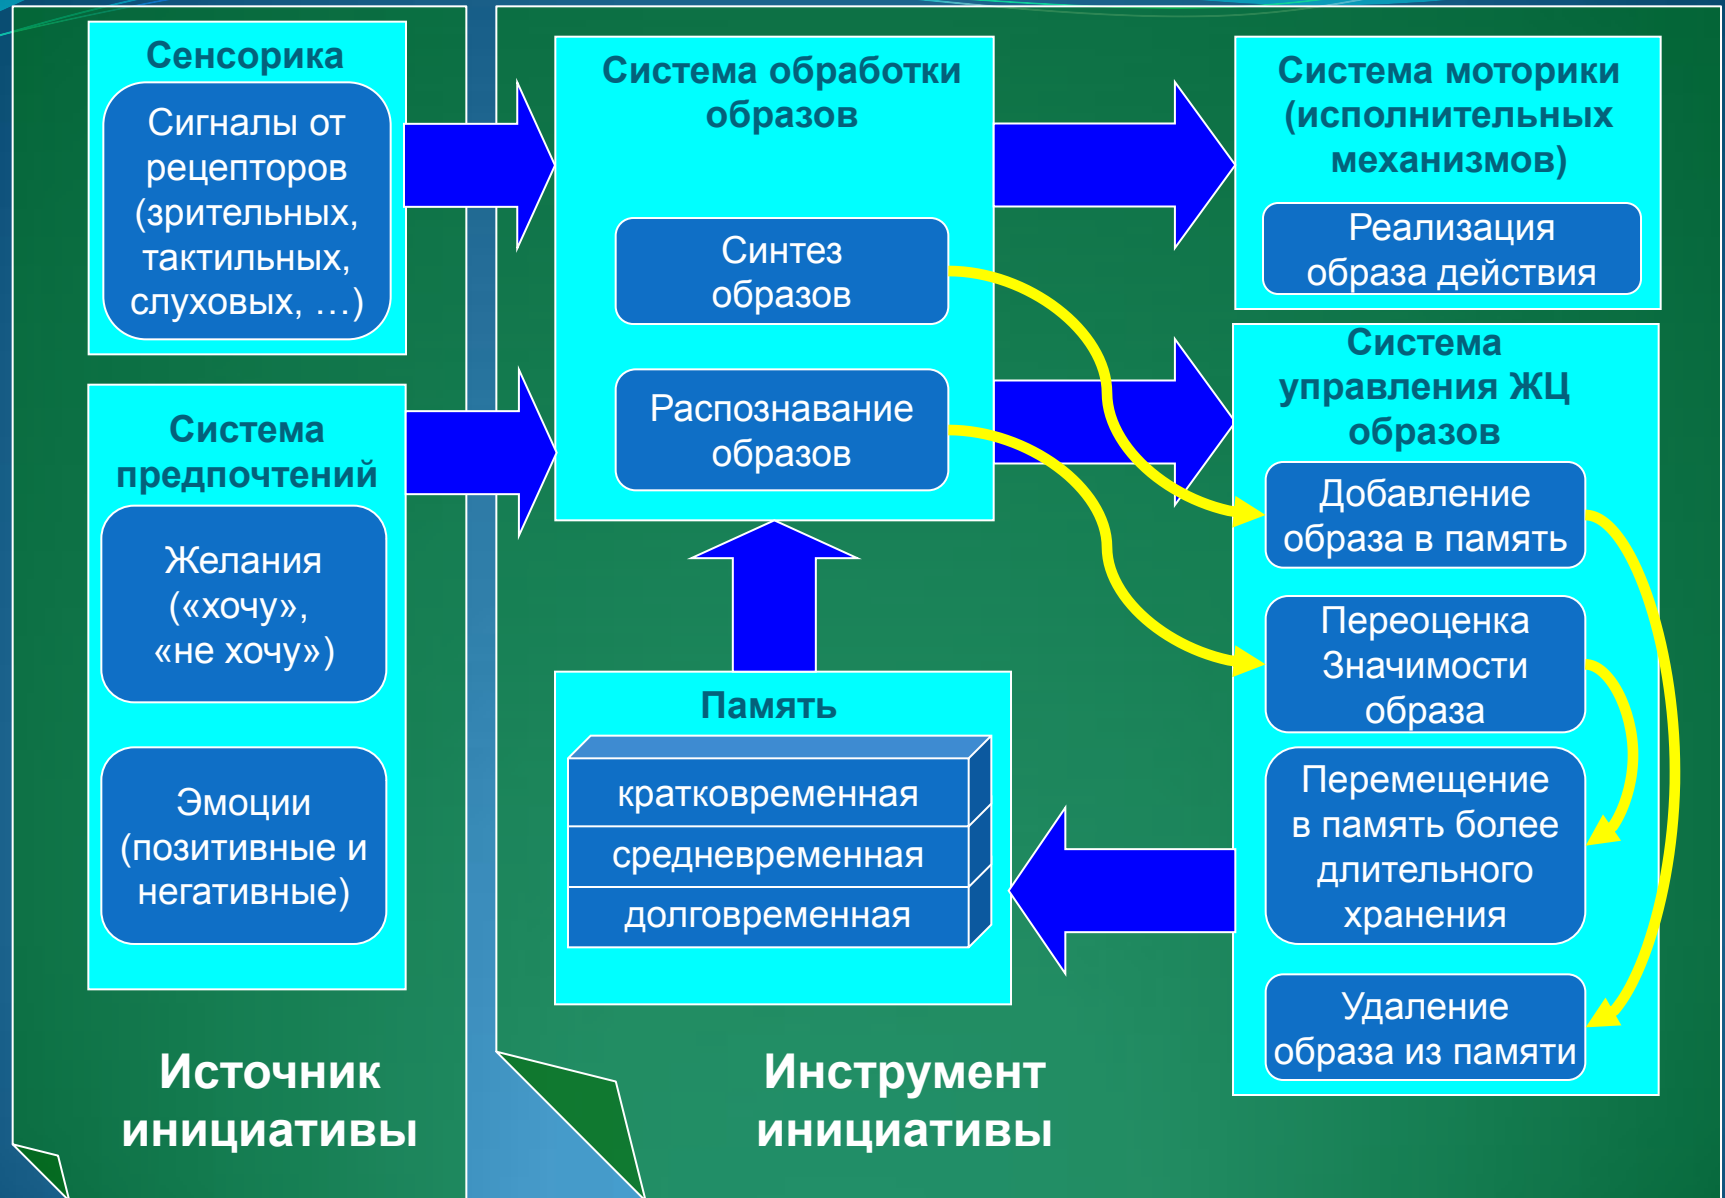 Сенсорика
Сигналы от
рецепторов
(зрительных,
тактильных,
слуховых, …)
Система
предпочтений
Желания
(«хочу»,
«не хочу»)
Эмоции
(позитивные и
негативные)
Источник
инициативы
Система обработки
образов
Синтез
образов
Распознавание
образов
Память
кратковременная
средневременная
долговременная
Инструмент
инициативы
Система моторики
(исполнительных
механизмов)
Реализация
образа действия
Система
управления ЖЦ
образов
Добавление
образа в память
Переоценка
Значимости
образа
Перемещение
в память более
длительного
хранения
Удаление
образа из памяти